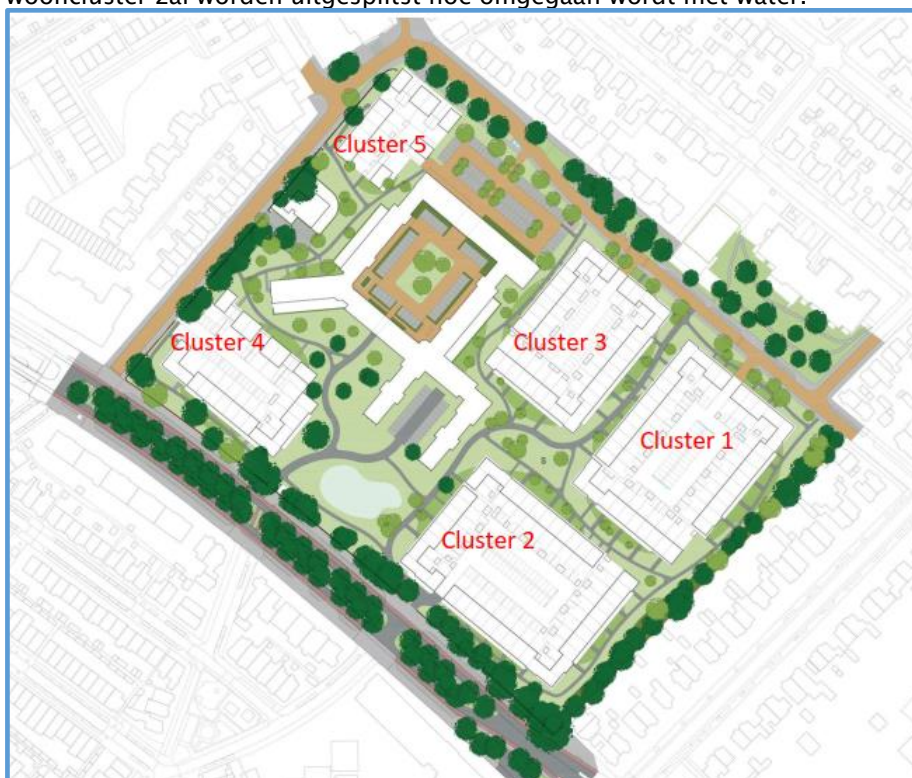 wooncluster zal worden uitgesplitst hoe omgegaan wordt met water.
Cluster 5
Cluster 4
Cluster 3
Cluster 1
Cluster 2